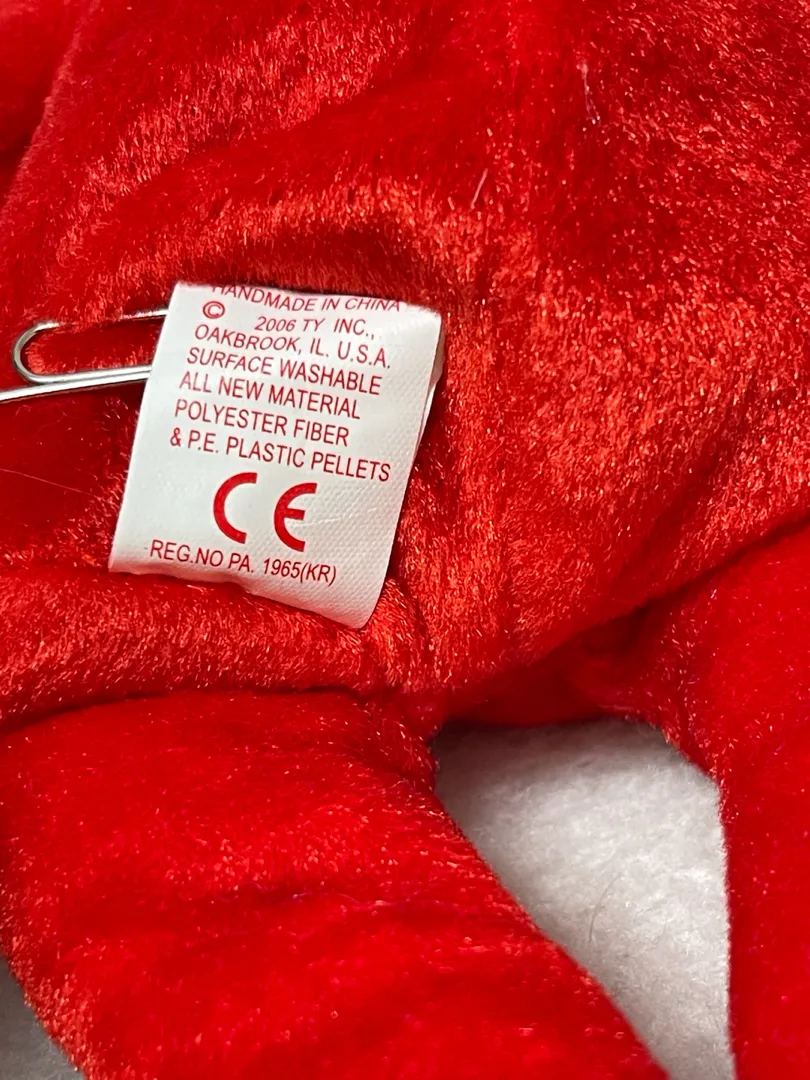 HANDMADE IN CHINA
© 2006 TY INC.,
OAKBROOK, IL. U.S.A.
SURFACE WASHABLE
ALL NEW MATERIAL
POLYESTER FIBER
& P.E. PLASTIC PELLETS
CE
REG.NO PA. 1965(KR)